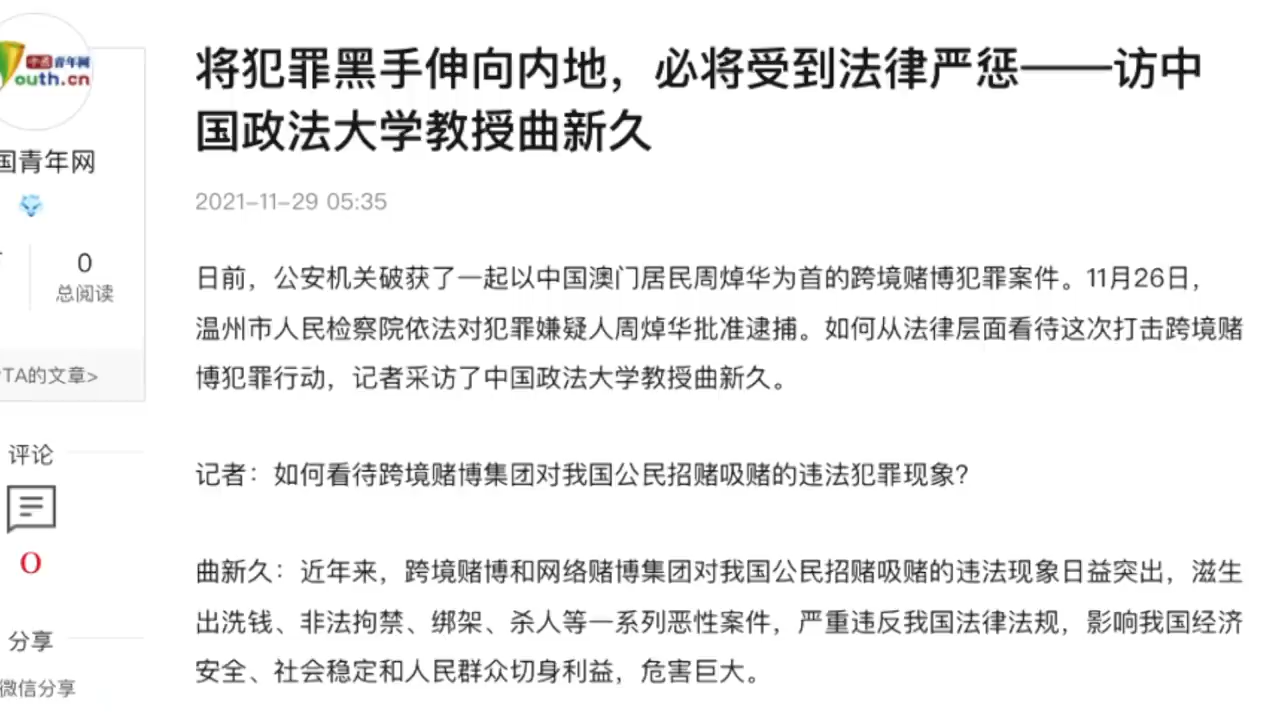 将犯罪黑手伸向内地，必将受到法律严惩——访中
国政法大学教授曲新久
2021-11-29 05:35
中国青年网
outh.cn
国青年网
0
总阅读
TA的文章>
评论
0
分享
微信分享
日前，公安机关破获了一起以中国澳门居民周焯华为首的跨境赌博犯罪案件。11月26日，
温州市人民检察院依法对犯罪嫌疑人周焯华批准逮捕。如何从法律层面看待这次打击跨境赌
博犯罪行动，记者采访了中国政法大学教授曲新久。
记者：如何看待跨境赌博集团对我国公民招赌吸赌的违法犯罪现象？
曲新久：近年来，跨境赌博和网络赌博集团对我国公民招赌吸赌的违法现象日益突出，滋生
出洗钱、非法拘禁、绑架、杀人等一系列恶性案件，严重违反我国法律法规，影响我国经济
安全、社会稳定和人民群众切身利益，危害巨大。